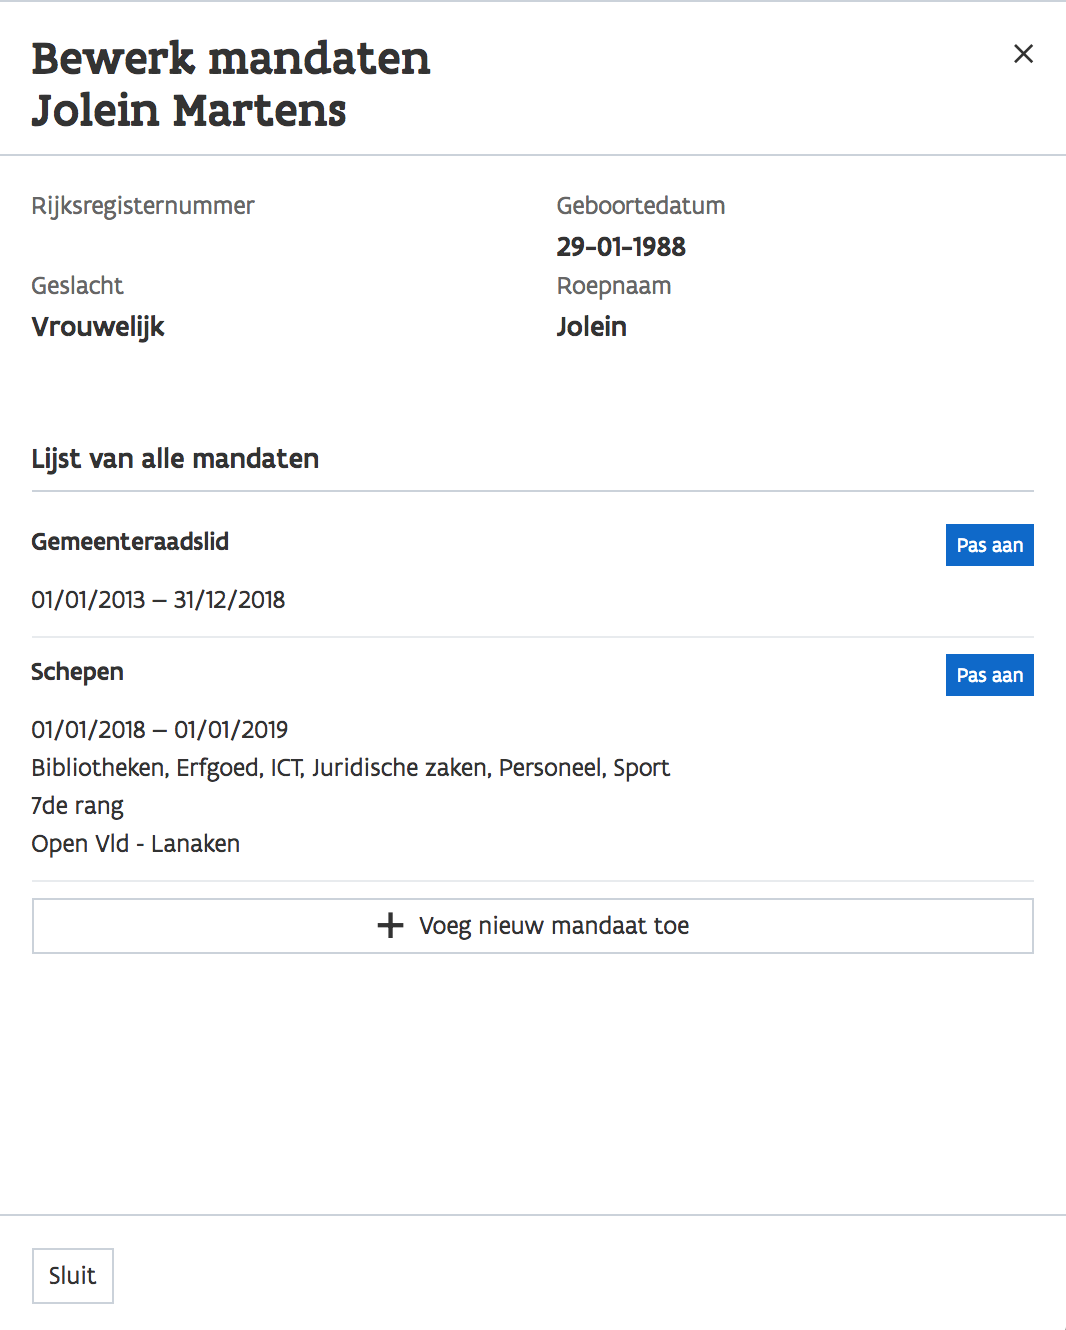 Bewerk mandaten
Jolein Martens
Rijksregisternummer
Geboortedatum
29-01-1988
Geslacht
Vrouwelijk
Roepnaam
Jolein
Lijst van alle mandaten
Gemeenteraadslid
Pas aan
01/01/2013 – 31/12/2018
Schepen
Pas aan
01/01/2018 – 01/01/2019
Bibliotheken, Erfgoed, ICT, Juridische zaken, Personeel, Sport
7de rang
Open Vld - Lanaken
Voeg nieuw mandaat toe
Sluit